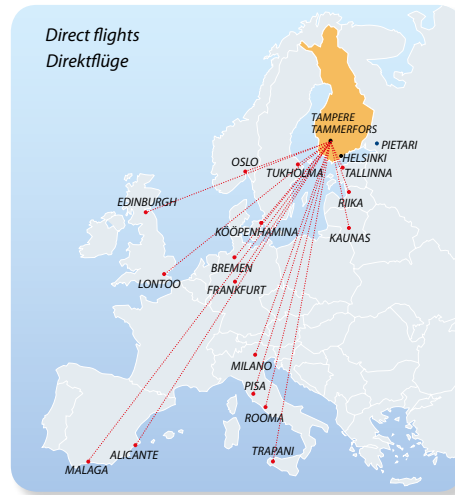 Direct flights
Direktflüge
TAMPERE
TAMMERFORS
PIETARI
HELSINKI
OSLO
TUKHOLMA
TALLINNA
EDINBURGH
RIIKA
KÖÖPENHAMINA
KAUNAS
BREMEN
LONTOO
FRANKFURT
MILANO
PISA
ROOMA
TRAPANI
ALICANTE
MALAGA